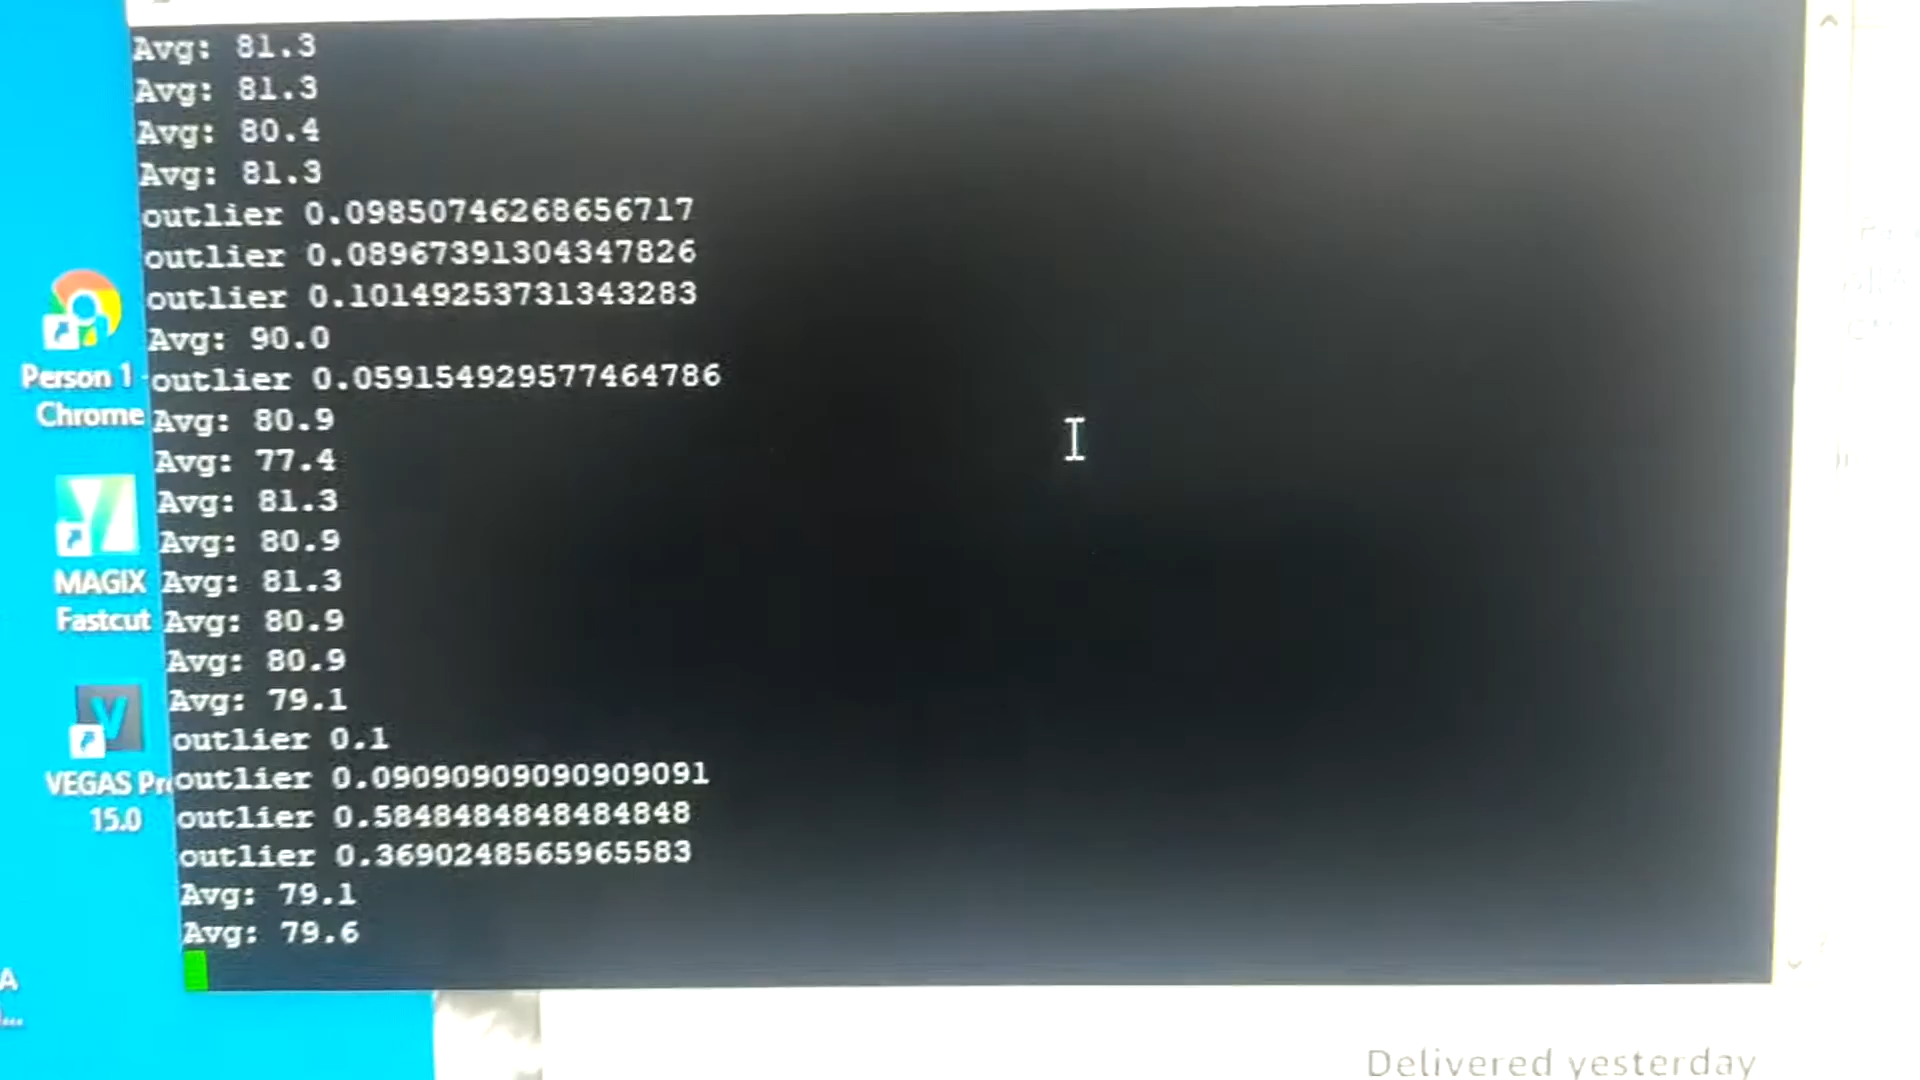 Avg: 81.3
Avg: 81.3
Avg: 80.4
Avg: 81.3
outlier 0.09850746268656717
outlier 0.08967391304347826
outlier 0.10149253731343283
Avg: 90.0
outlier 0.059154929577464786
Avg: 80.9
Avg: 77.4
Avg: 81.3
Avg: 80.9
Avg: 81.3
Avg: 80.9
Avg: 80.9
Avg: 79.1
outlier 0.1
outlier 0.09090909090909091
outlier 0.5848484848484848
outlier 0.3690248565965583
Avg: 79.1
Avg: 79.6
Person 1 -
Chrome
MAGIX
Fastcut
VEGAS Pro
15.0
A
...
Delivered yesterday